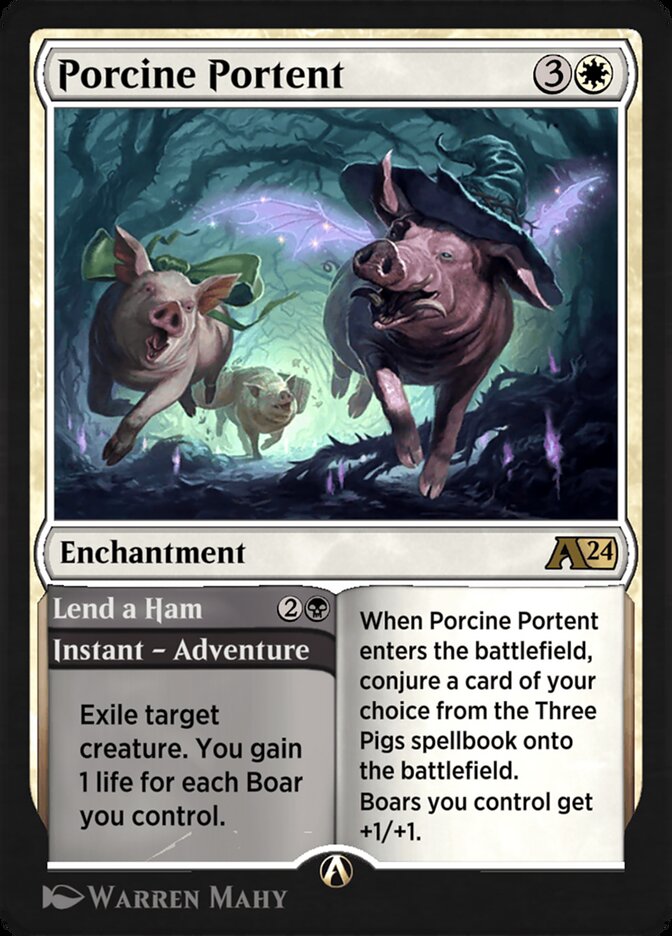 Porcine Portent 3
Enchantment A24
Lend a Ham 2
Instant – Adventure
Exile target
creature. You gain
1 life for each Boar
you control.
When Porcine Portent
enters the battlefield,
conjure a card of your
choice from the Three
Pigs spellbook onto
the battlefield.
Boars you control get
+1/+1.
Warren Mahy